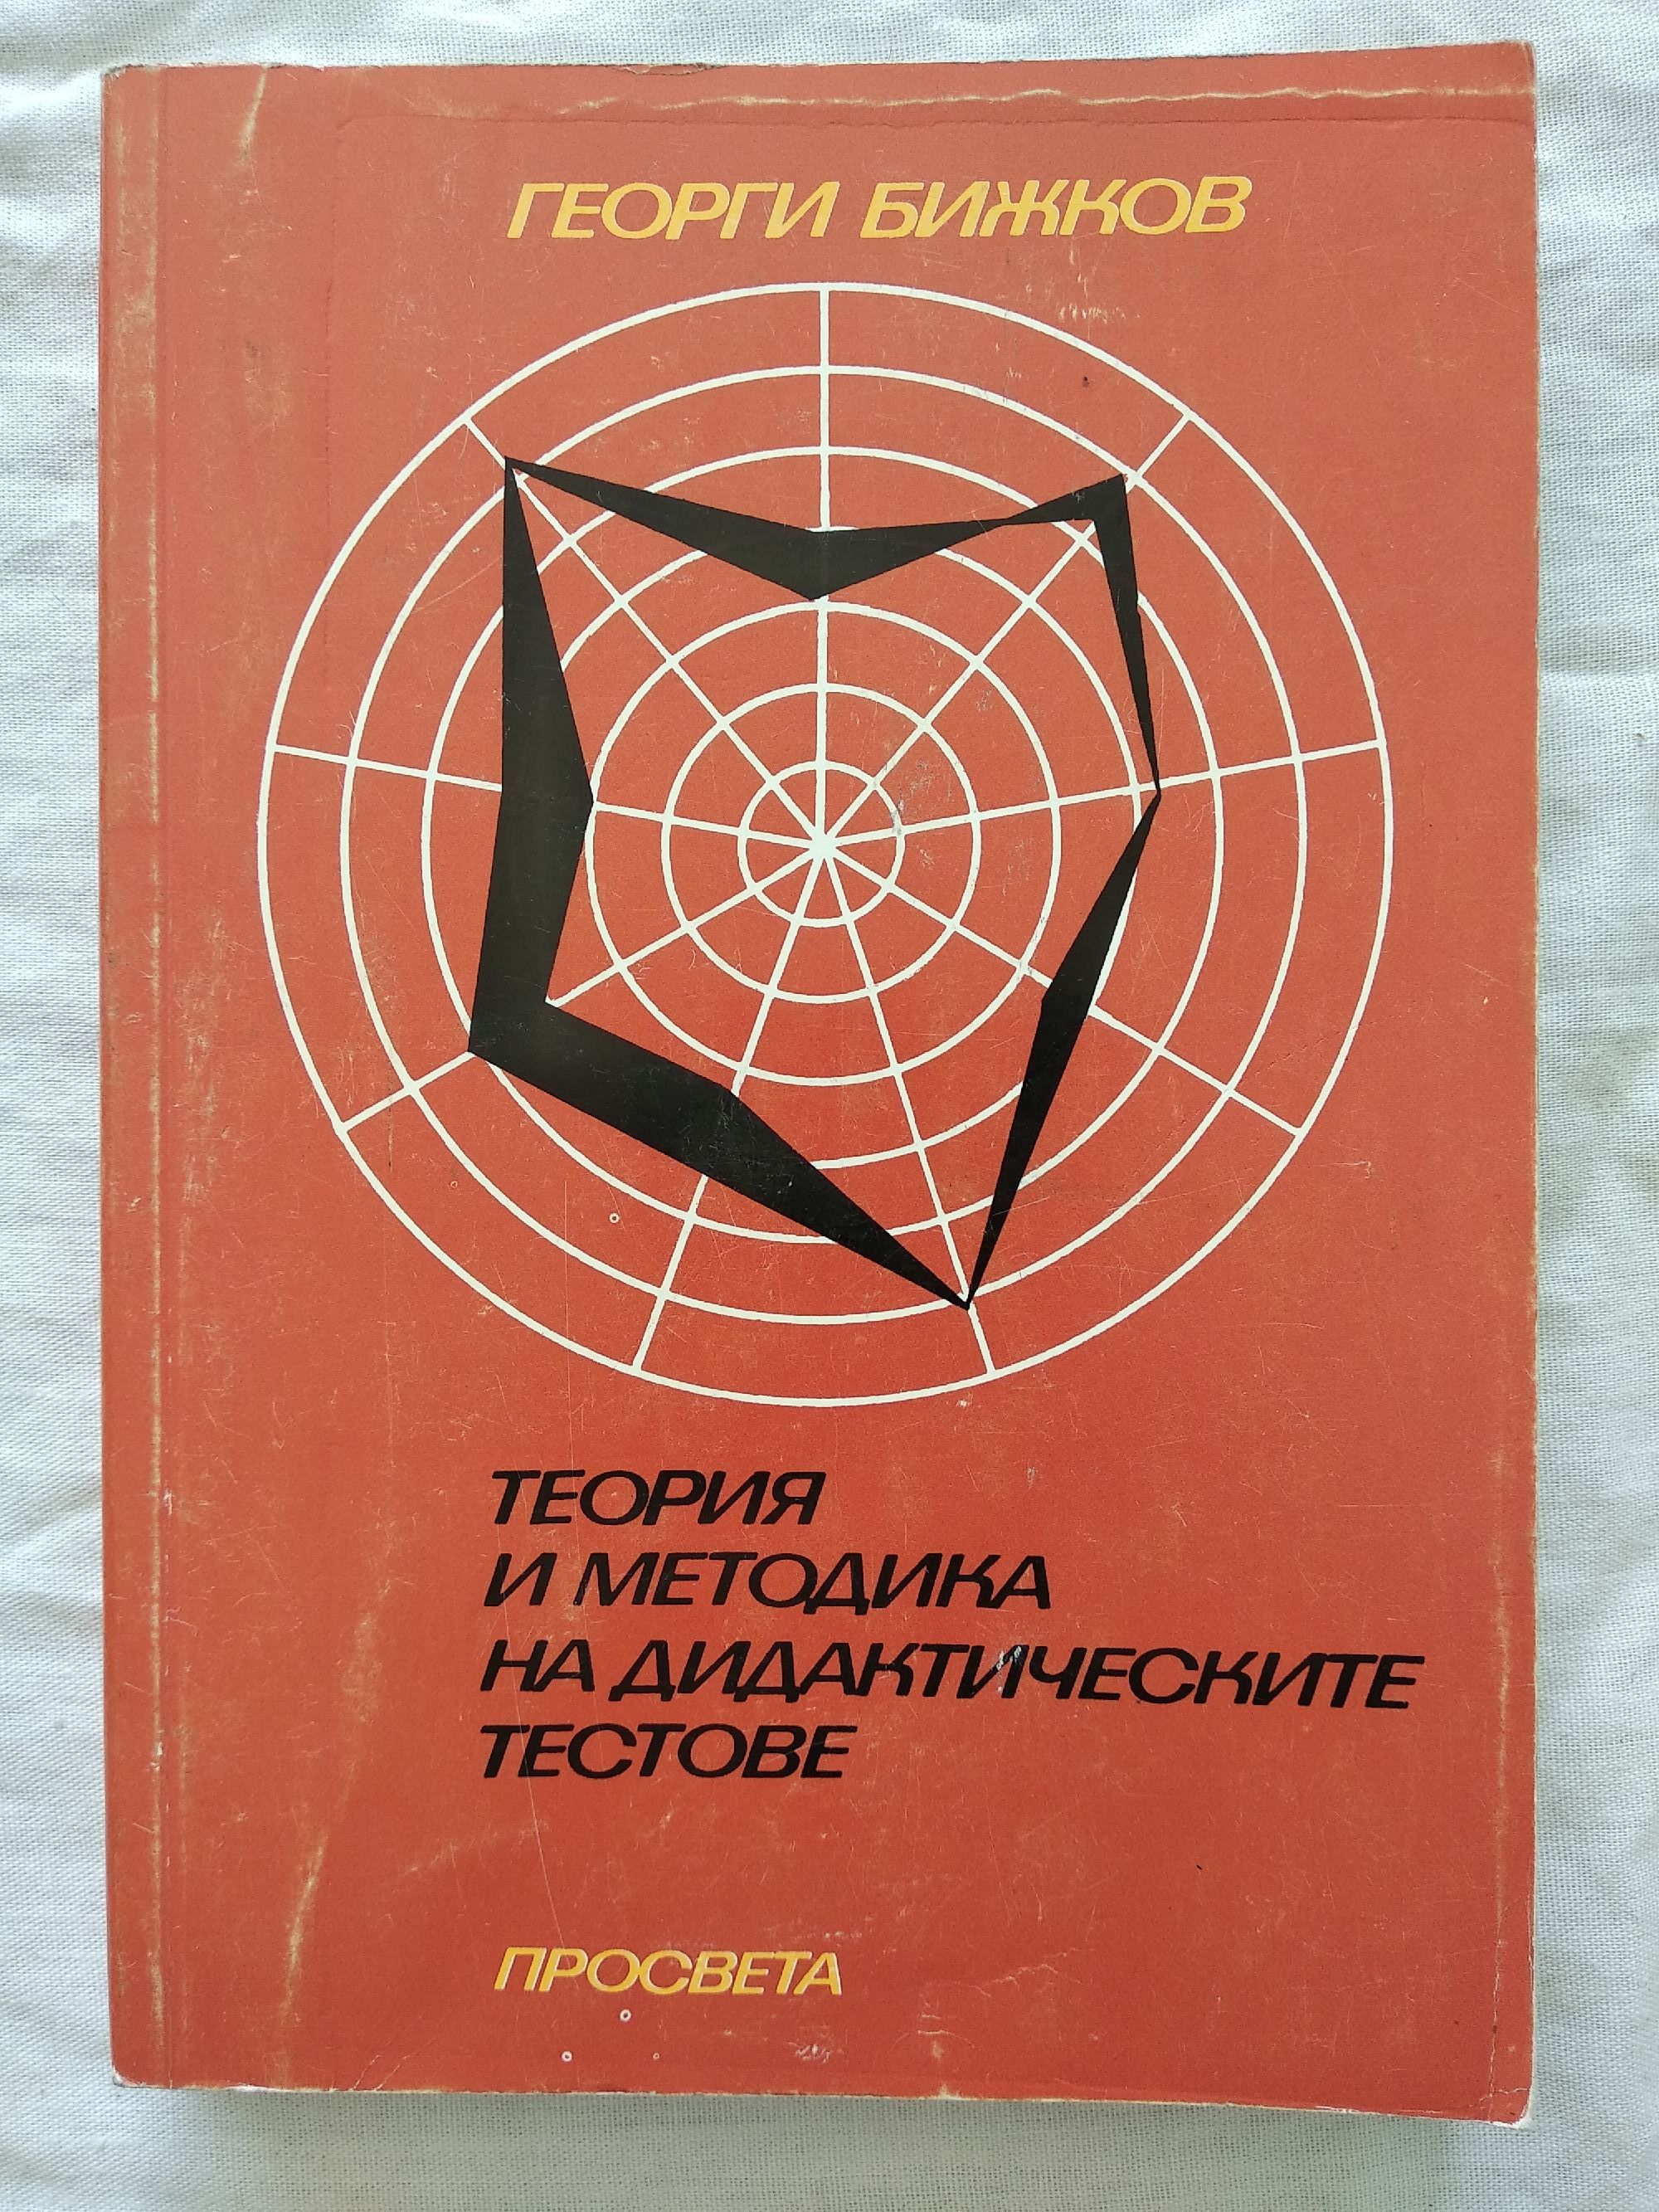 ГЕОРГИ БИЖКОВ
ТЕОРИЯ
И МЕТОДИКА
НА ДИДАКТИЧЕСКИТЕ
ТЕСТОВЕ
ПРОСВЕТА